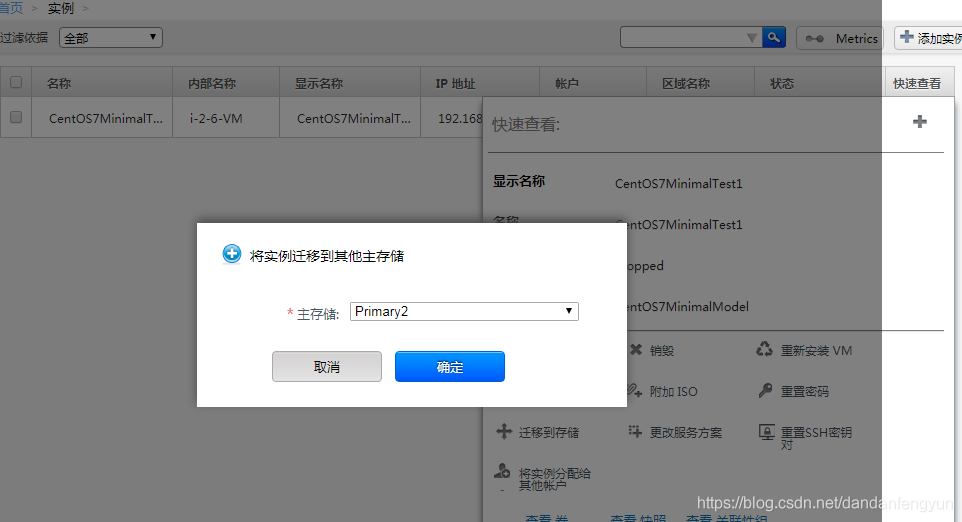 首页 > 实例 >
过滤依据 全部 Metrics 添加实例
名称 内部名称 显示名称 IP 地址 帐户 区域名称 状态 快速查看
CentOS7MinimalT... i-2-6-VM CentOS7MinimalT... 192.168
快速查看:
显示名称 CentOS7MinimalTest1
名称 CentOS7MinimalTest1
opped
entOS7MinimalModel
将实例迁移到其他主存储
* 主存储: Primary2
取消 确定
销毁 重新安装 VM
附加 ISO 重置密码
迁移到存储 更改服务方案 重置SSH密钥对
将实例分配给其他帐户
查看 卷 查看 快照 查看 关联性组
https://blog.csdn.net/dandanfengyun